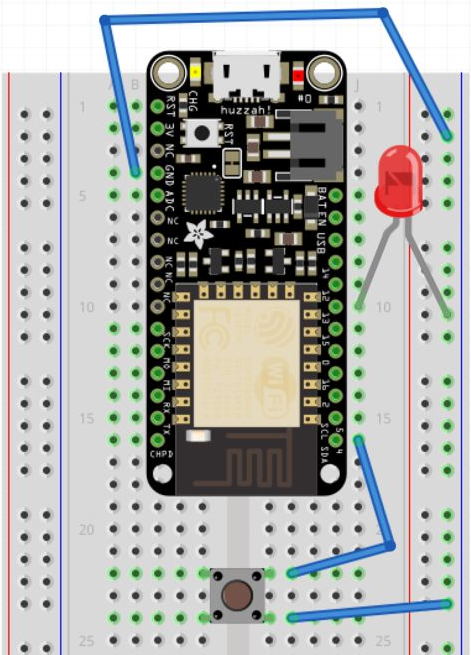 A B
J
1
1
CHG
huzzah!
#0
RST
RST
3V
NC
GND
ADC
NC
NC
NC
NC
NC
SCK
MO
MI
RX
TX
CHPD
BAT
EN
USB
14
12
13
15
0
16
2
SCL
5
SDA
4
FC
Wi Fi
5
10
10
15
15
20
25
25